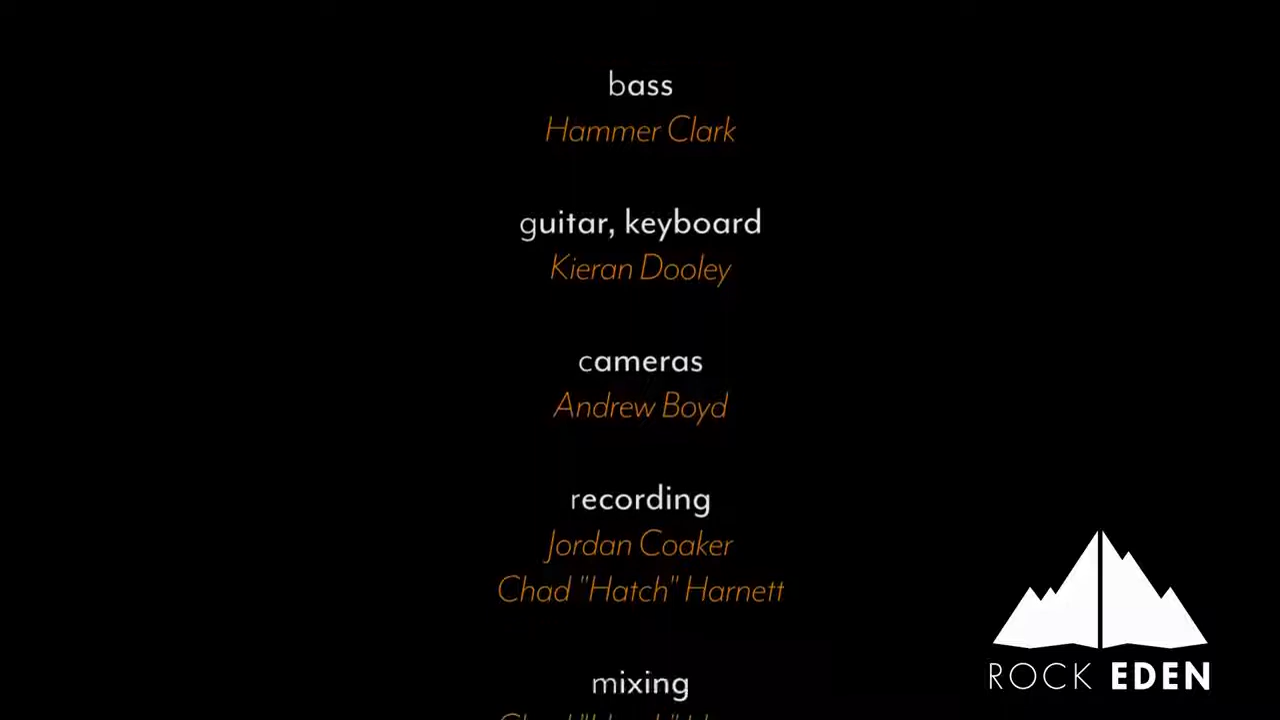 bass
Hammer Clark
guitar, keyboard
Kieran Dooley
cameras
Andrew Boyd
recording
Jordan Coaker
Chad "Hatch" Harnett
mixing
ROCK EDEN